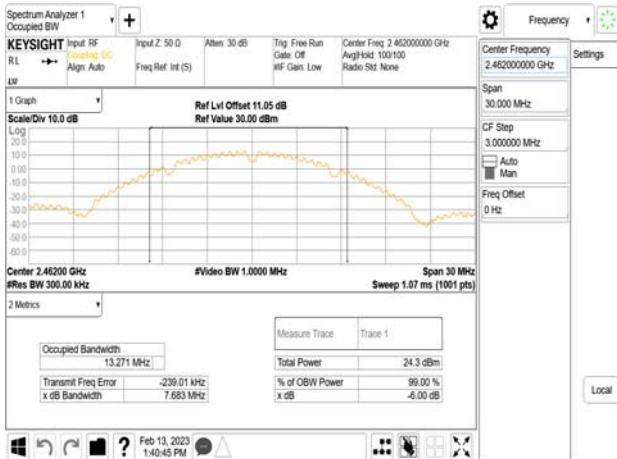 Spectrum Analyzer 1
Occupied BW
+
Frequency
KEYSIGHT Input: RF Input Z: 50 Ω Atten: 30 dB Trig: Free Run Center Freq: 2.462000000 GHz
RL Coupling: DC Gate: Off Avg|Hold: 100/100
Align: Auto Freq Ref: Int (S) #IF Gain: Low Radio Std: None
Center Frequency
2.462000000 GHz
Settings
Span
30.000 MHz
CF Step
3.000000 MHz
Auto
Man
Freq Offset
0 Hz
Local
1 Graph
Ref Lvl Offset 11.05 dB
Scale/Div 10.0 dB Ref Value 30.00 dBm
Log
20.0
10.0
0.00
-10.0
-20.0
-30.0
-40.0
-50.0
-60.0
Center 2.46200 GHz #Video BW 1.0000 MHz Span 30 MHz
#Res BW 300.00 kHz Sweep 1.07 ms (1001 pts)
2 Metrics
Measure Trace Trace 1
Occupied Bandwidth
13.271 MHz Total Power 24.3 dBm
Transmit Freq Error -239.01 kHz % of OBW Power 99.00 %
x dB Bandwidth 7.683 MHz x dB -6.00 dB
?
Feb 13, 2023
1:40:45 PM